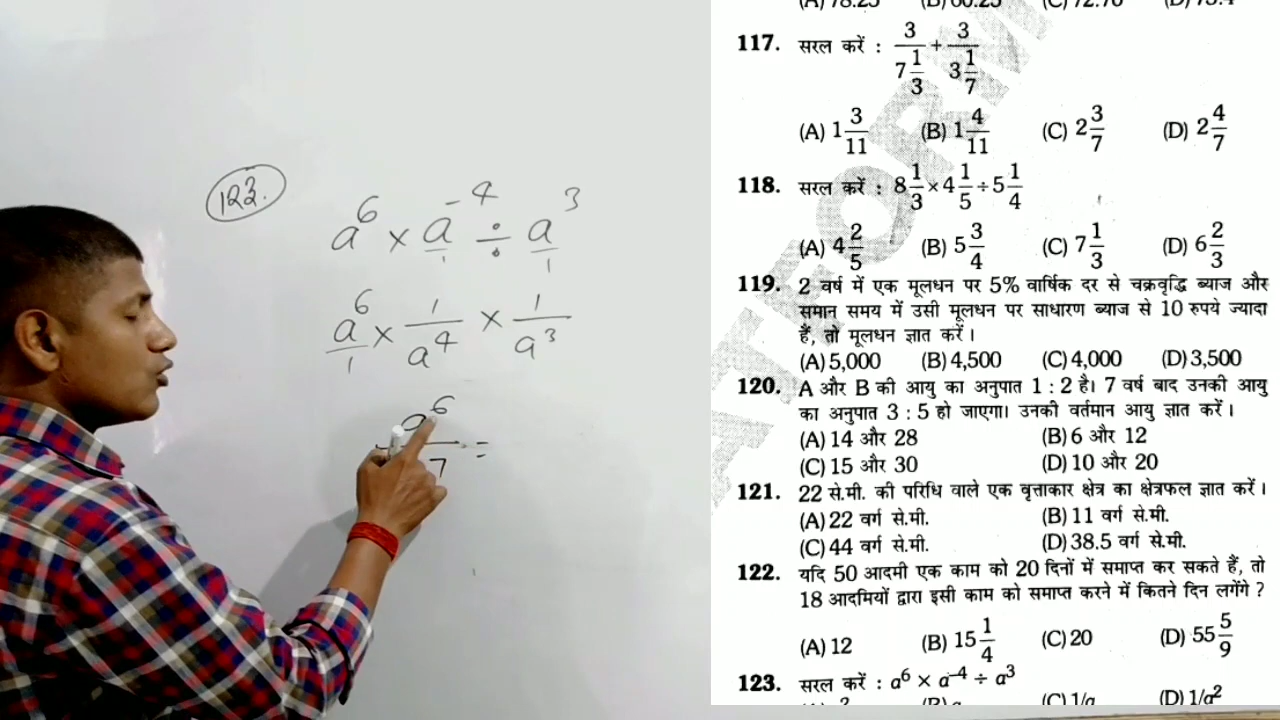 123.
a⁶ × a⁻⁴/1 ÷ a³/1
a⁶/1 × 1/a⁴ × 1/a³
a⁶/7 =
117. सरल करें : 3/7 1/3 + 3/3 1/7
(A) 1 3/11 (B) 1 4/11 (C) 2 3/7 (D) 2 4/7
118. सरल करें : 8 1/3 × 4 1/5 ÷ 5 1/4
(A) 4 2/5 (B) 5 3/4 (C) 7 1/3 (D) 6 2/3
119. 2 वर्ष में एक मूलधन पर 5% वार्षिक दर से चक्रवृद्धि ब्याज और
समान समय में उसी मूलधन पर साधारण ब्याज से 10 रुपये ज्यादा
हैं, तो मूलधन ज्ञात करें।
(A) 5,000 (B) 4,500 (C) 4,000 (D) 3,500
120. A और B की आयु का अनुपात 1 : 2 है। 7 वर्ष बाद उनकी आयु
का अनुपात 3 : 5 हो जाएगा। उनकी वर्तमान आयु ज्ञात करें।
(A) 14 और 28 (B) 6 और 12
(C) 15 और 30 (D) 10 और 20
121. 22 से.मी. की परिधि वाले एक वृत्ताकार क्षेत्र का क्षेत्रफल ज्ञात करें।
(A) 22 वर्ग से.मी. (B) 11 वर्ग से.मी.
(C) 44 वर्ग से.मी. (D) 38.5 वर्ग से.मी.
122. यदि 50 आदमी एक काम को 20 दिनों में समाप्त कर सकते हैं, तो
18 आदमियों द्वारा इसी काम को समाप्त करने में कितने दिन लगेंगे ?
(A) 12 (B) 15 1/4 (C) 20 (D) 55 5/9
123. सरल करें : a⁶ × a⁻⁴ ÷ a³
(C) 1/a (D) 1/a²